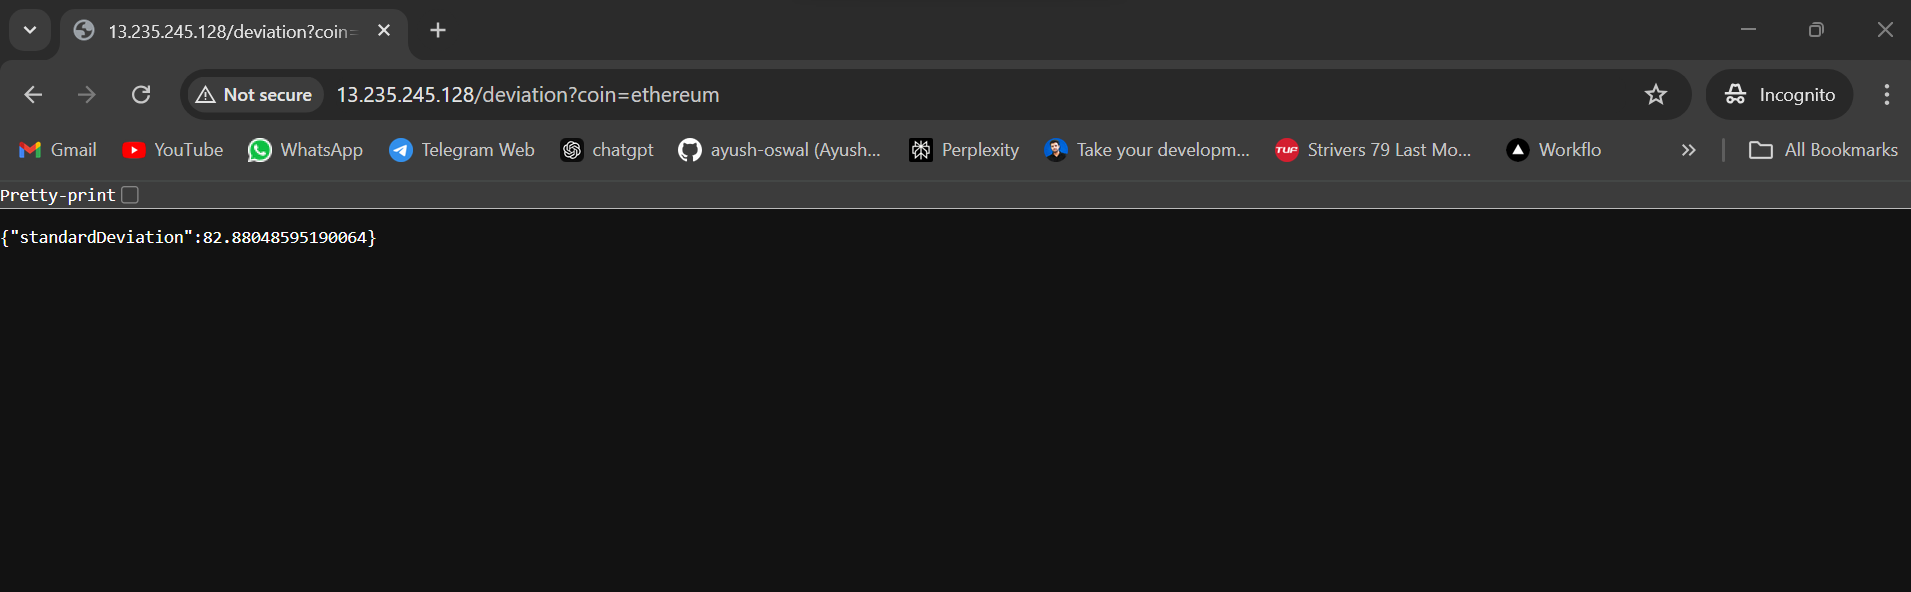 13.235.245.128/deviation?coin=
Not secure 13.235.245.128/deviation?coin=ethereum Incognito
Gmail YouTube WhatsApp Telegram Web chatgpt ayush-oswal (Ayush... Perplexity Take your developm... TUF Strivers 79 Last Mo... Workflo » All Bookmarks
Pretty-print
{"standardDeviation":82.88048595190064}